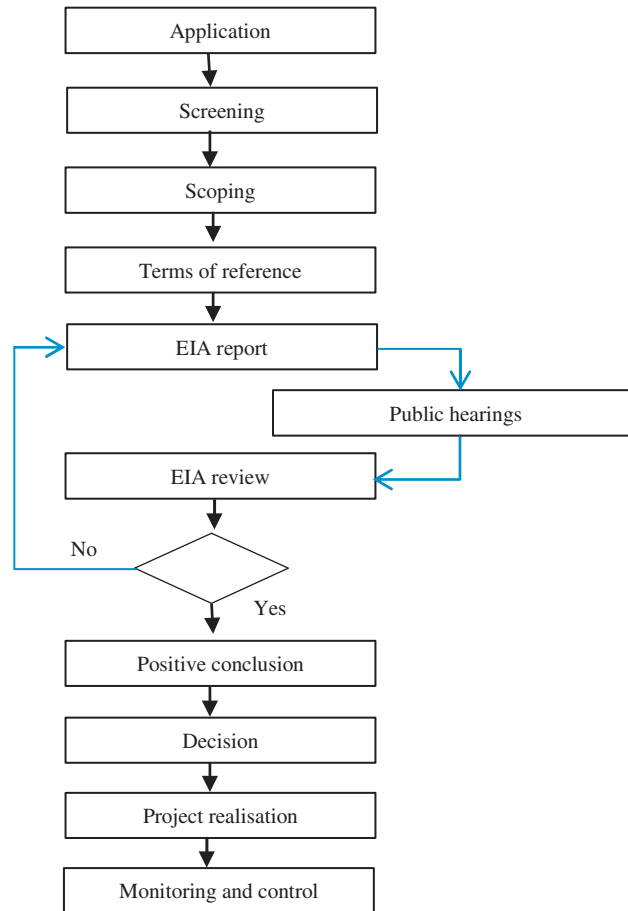 Application
Screening
Scoping
Terms of reference
EIA report
Public hearings
EIA review
No
Yes
Positive conclusion
Decision
Project realisation
Monitoring and control